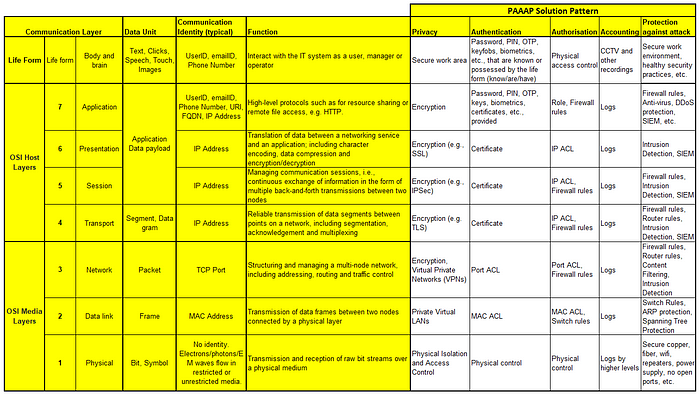 PAAAP Solution Pattern
Communication Layer
Data Unit
Communication
Identity (typical)
Function
Privacy
Authentication
Authorisation
Accounting
Protection
against attack
Life Form
Life form
Body and
brain
Text, Clicks,
Speech, Touch,
Images
UserID, emailID,
Phone Number
Interact with the IT system as a user, manager or
operator
Secure work area
Password, PIN, OTP,
keyfobs, biometrics,
etc., that are known or
possessed by the life
form (know/are/have)
Physical
access control
CCTV and
other
recordings
Secure work
environment,
healthy security
practices, etc.
OSI Host
Layers
7
Application
Application
Data payload
UserID, emailID,
Phone Number, URI,
FQDN, IP Address
High-level protocols such as for resource sharing or
remote file access, e.g. HTTP.
Encryption
Password, PIN, OTP,
keys, biometrics,
certificates, etc.,
provided
Role, Firewall
rules
Logs
Firewall rules,
Anti-virus, DDoS
protection,
SIEM, etc.
6
Presentation
IP Address
Translation of data between a networking service
and an application; including character
encoding, data compression and
encryption/decryption
Encryption (e.g.,
SSL)
Certificate
IP ACL
Logs
Intrusion
Detection, SIEM
5
Session
IP Address
Managing communication sessions, i.e.,
continuous exchange of information in the form of
multiple back-and-forth transmissions between two
nodes
Encryption (e.g.,
IPSec)
Certificate
IP ACL,
Firewall rules
Logs
Firewall rules,
Intrusion
Detection, SIEM
4
Transport
Segment, Data
gram
IP Address
Reliable transmission of data segments between
points on a network, including segmentation,
acknowledgement and multiplexing
Encryption (e.g.
TLS)
Certificate
IP ACL,
Firewall rules
Logs
Firewall rules,
Router rules,
Intrusion
Detection, SIEM
OSI Media
Layers
3
Network
Packet
TCP Port
Structuring and managing a multi-node network,
including addressing, routing and traffic control
Encryption,
Virtual Private
Networks (VPNs)
Port ACL
Port ACL,
Firewall rules
Logs
Firewall rules,
Router rules,
Content
Filtering,
Intrusion
Detection
2
Data link
Frame
MAC Address
Transmission of data frames between two nodes
connected by a physical layer
Private Virtual
LANs
MAC ACL
MAC ACL,
Switch rules
Logs
Switch Rules,
ARP protection,
Spanning Tree
Protection
1
Physical
Bit, Symbol
No identity.
Electrons/photons/E
M waves flow in
restricted or
unrestricted media.
Transmission and reception of raw bit streams over
a physical medium
Physical Isolation
and Access
Control
Physical control
Physical
control
Logs by
higher levels
Secure copper,
fiber, wifi,
repeaters, power
supply, no open
ports, etc.